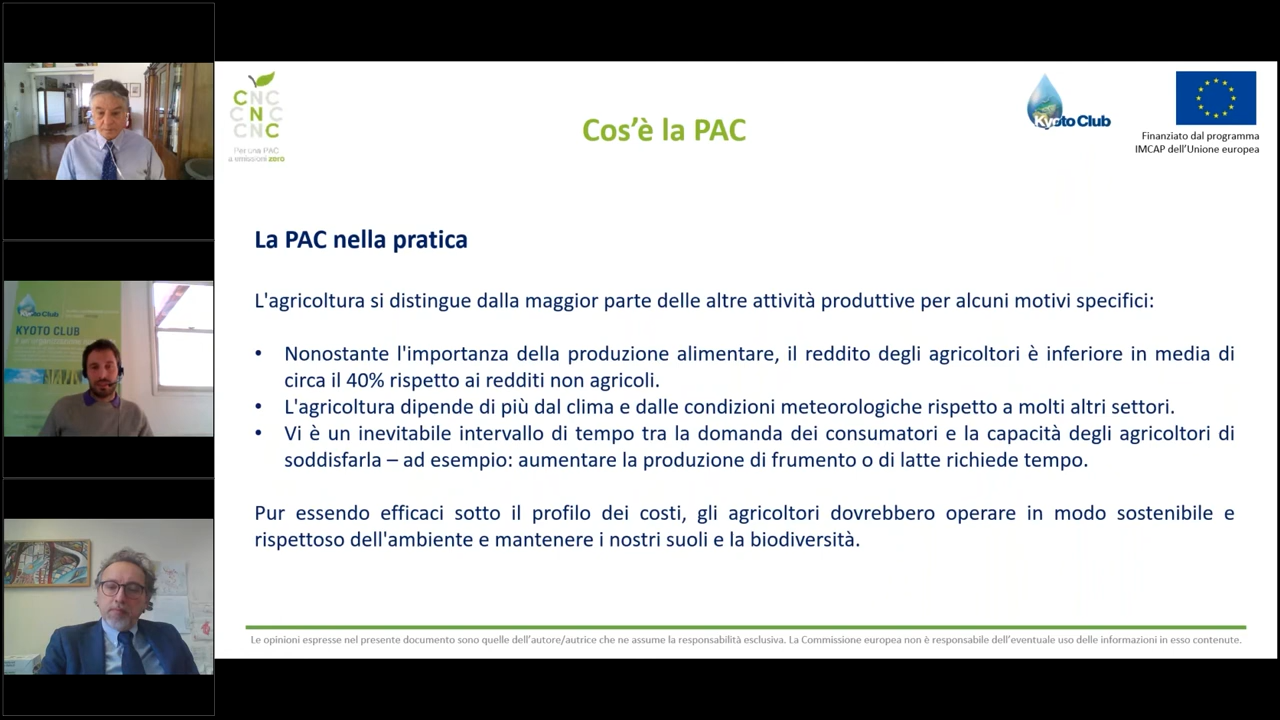 CNC
CNC
CNC
Per una PAC
a emissioni zero
Cos'è la PAC
Kyoto Club
Finanziato dal programma
IMCAP dell'Unione europea
La PAC nella pratica
L'agricoltura si distingue dalla maggior parte delle altre attività produttive per alcuni motivi specifici:
• Nonostante l'importanza della produzione alimentare, il reddito degli agricoltori è inferiore in media di
circa il 40% rispetto ai redditi non agricoli.
• L'agricoltura dipende di più dal clima e dalle condizioni meteorologiche rispetto a molti altri settori.
• Vi è un inevitabile intervallo di tempo tra la domanda dei consumatori e la capacità degli agricoltori di
soddisfarla – ad esempio: aumentare la produzione di frumento o di latte richiede tempo.
Pur essendo efficaci sotto il profilo dei costi, gli agricoltori dovrebbero operare in modo sostenibile e
rispettoso dell'ambiente e mantenere i nostri suoli e la biodiversità.
Le opinioni espresse nel presente documento sono quelle dell'autore/autrice che ne assume la responsabilità esclusiva. La Commissione europea non è responsabile dell'eventuale uso delle informazioni in esso contenute.
Kyoto Club
KYOTO CLUB